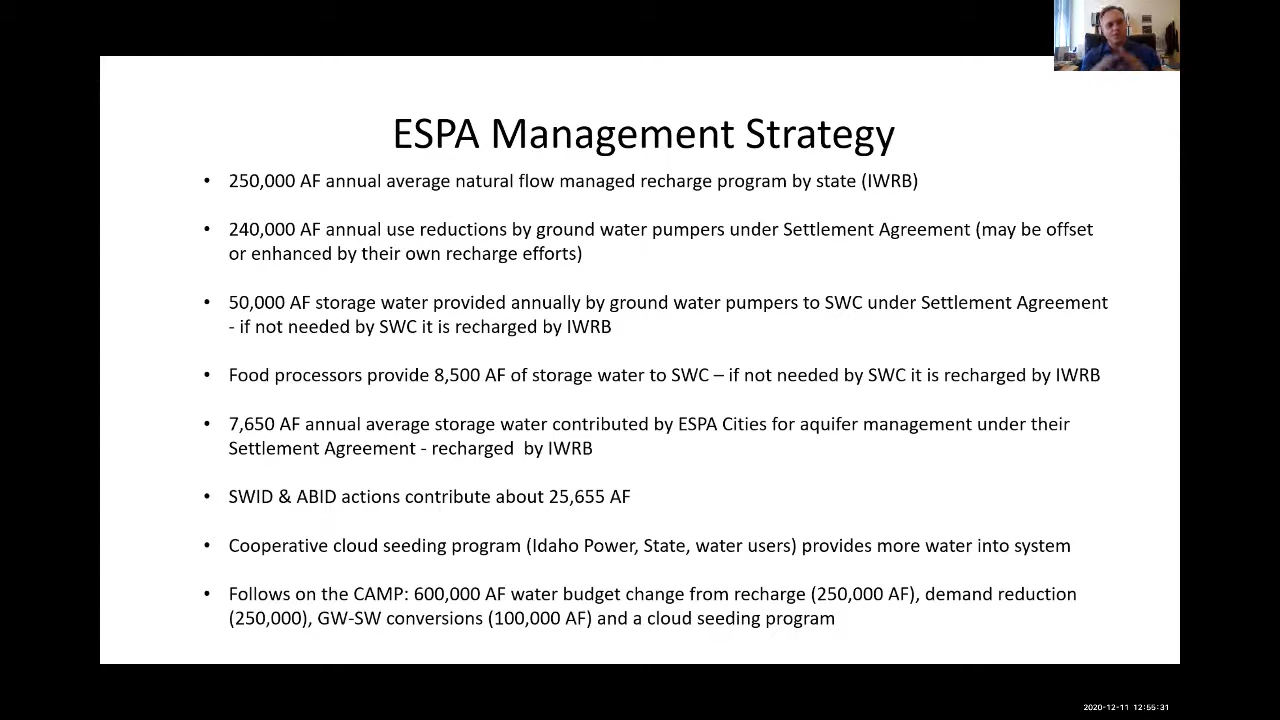 ESPA Management Strategy
• 250,000 AF annual average natural flow managed recharge program by state (IWRB)
• 240,000 AF annual use reductions by ground water pumpers under Settlement Agreement (may be offset
or enhanced by their own recharge efforts)
• 50,000 AF storage water provided annually by ground water pumpers to SWC under Settlement Agreement
- if not needed by SWC it is recharged by IWRB
• Food processors provide 8,500 AF of storage water to SWC – if not needed by SWC it is recharged by IWRB
• 7,650 AF annual average storage water contributed by ESPA Cities for aquifer management under their
Settlement Agreement - recharged  by IWRB
• SWID & ABID actions contribute about 25,655 AF
• Cooperative cloud seeding program (Idaho Power, State, water users) provides more water into system
• Follows on the CAMP: 600,000 AF water budget change from recharge (250,000 AF), demand reduction
(250,000), GW-SW conversions (100,000 AF) and a cloud seeding program
2020-12-11 12:55:31